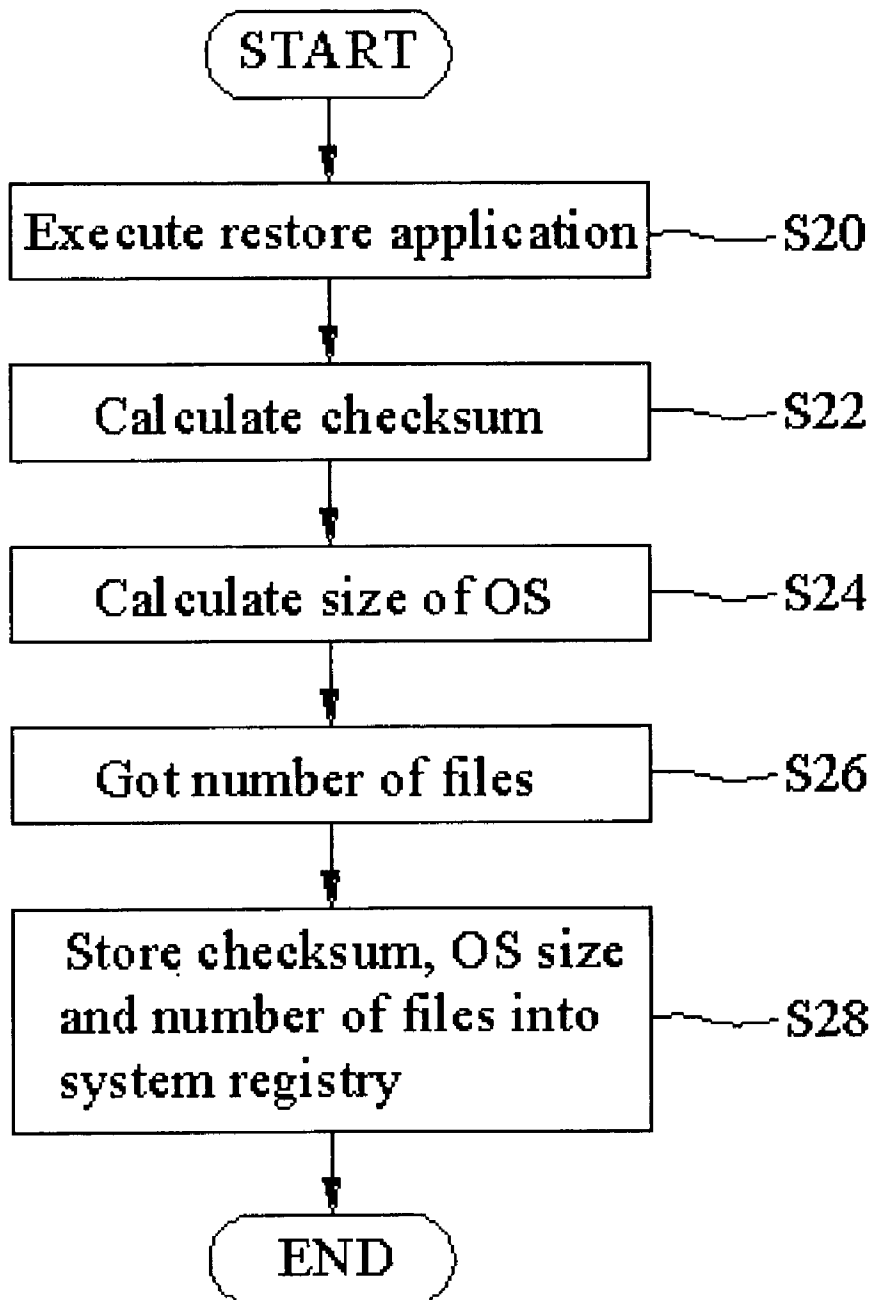 START
Execute restore application
S20
Calculate checksum
S22
Calculate size of OS
S24
Got number of files
S26
Store checksum, OS size
and number of files into
system registry
S28
END